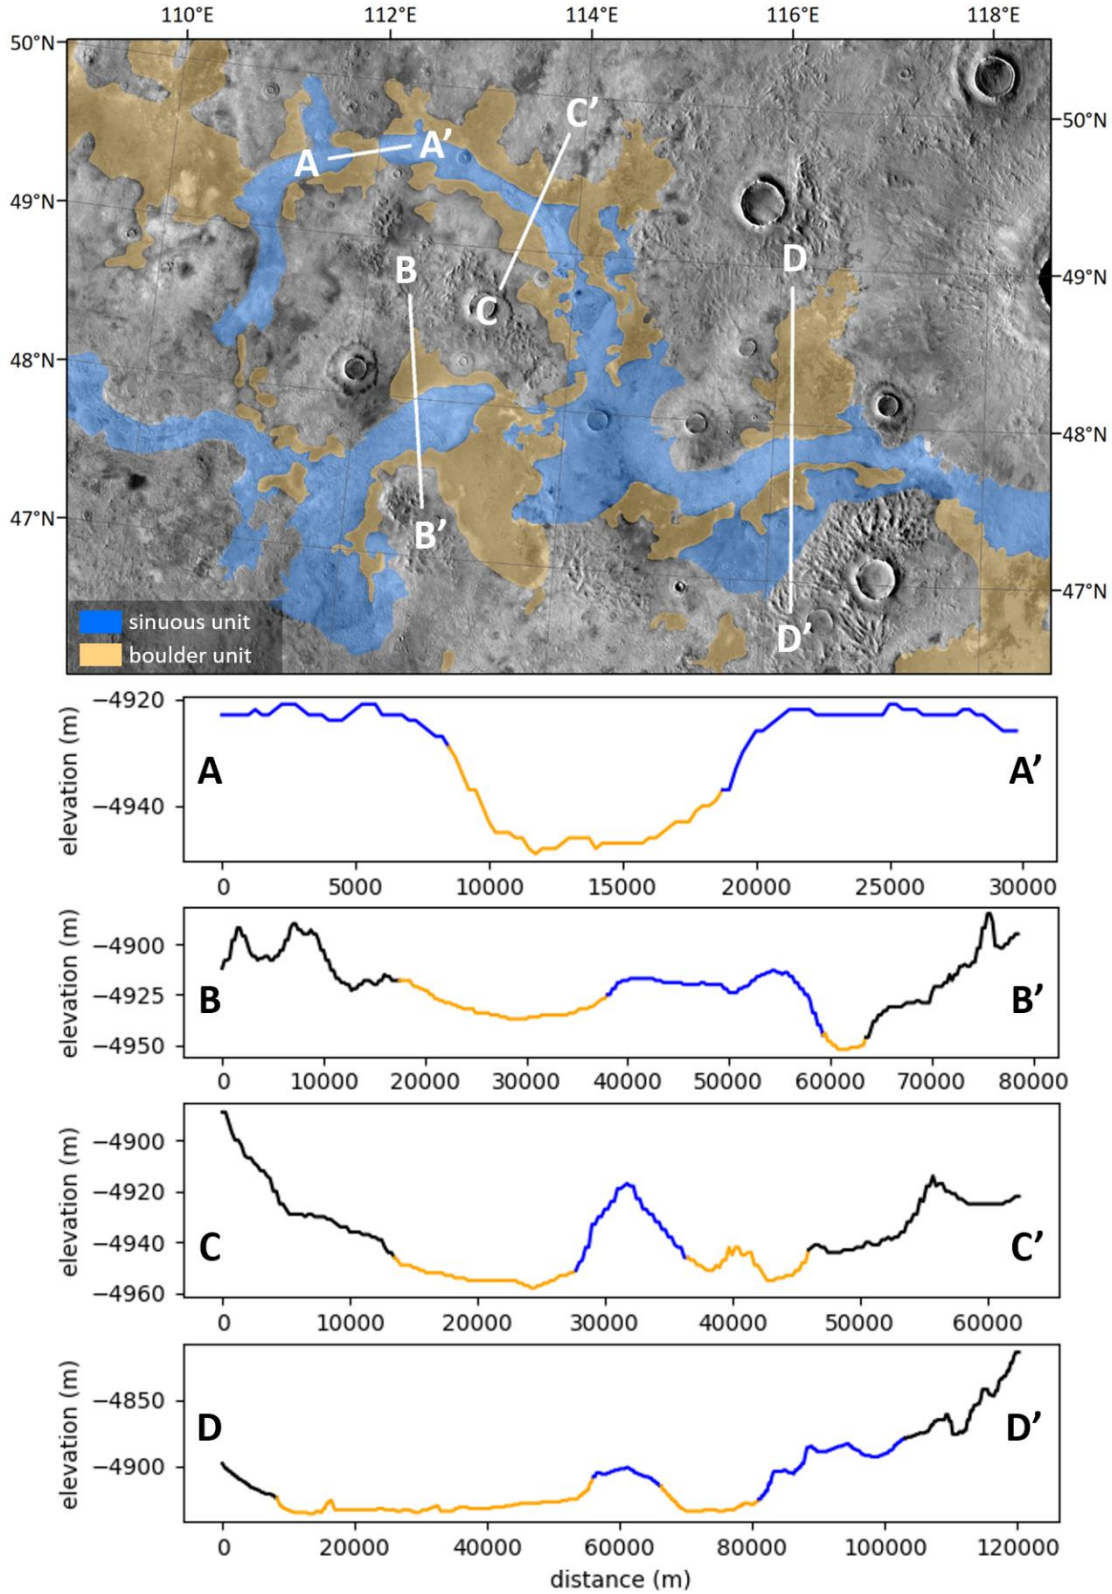 110°E 112°E 114°E 116°E 118°E
50°N
50°N
49°N
49°N
48°N
48°N
47°N
47°N
C’
A A’
B D
C
B’
D’
sinuous unit
boulder unit
elevation (m)
−4920
−4940
A A’
0 5000 10000 15000 20000 25000 30000
elevation (m)
−4900
−4925
−4950
B B’
0 10000 20000 30000 40000 50000 60000 70000 80000
elevation (m)
−4900
−4920
−4940
−4960
C C’
0 10000 20000 30000 40000 50000 60000
elevation (m)
−4850
−4900
D D’
0 20000 40000 60000 80000 100000 120000
distance (m)